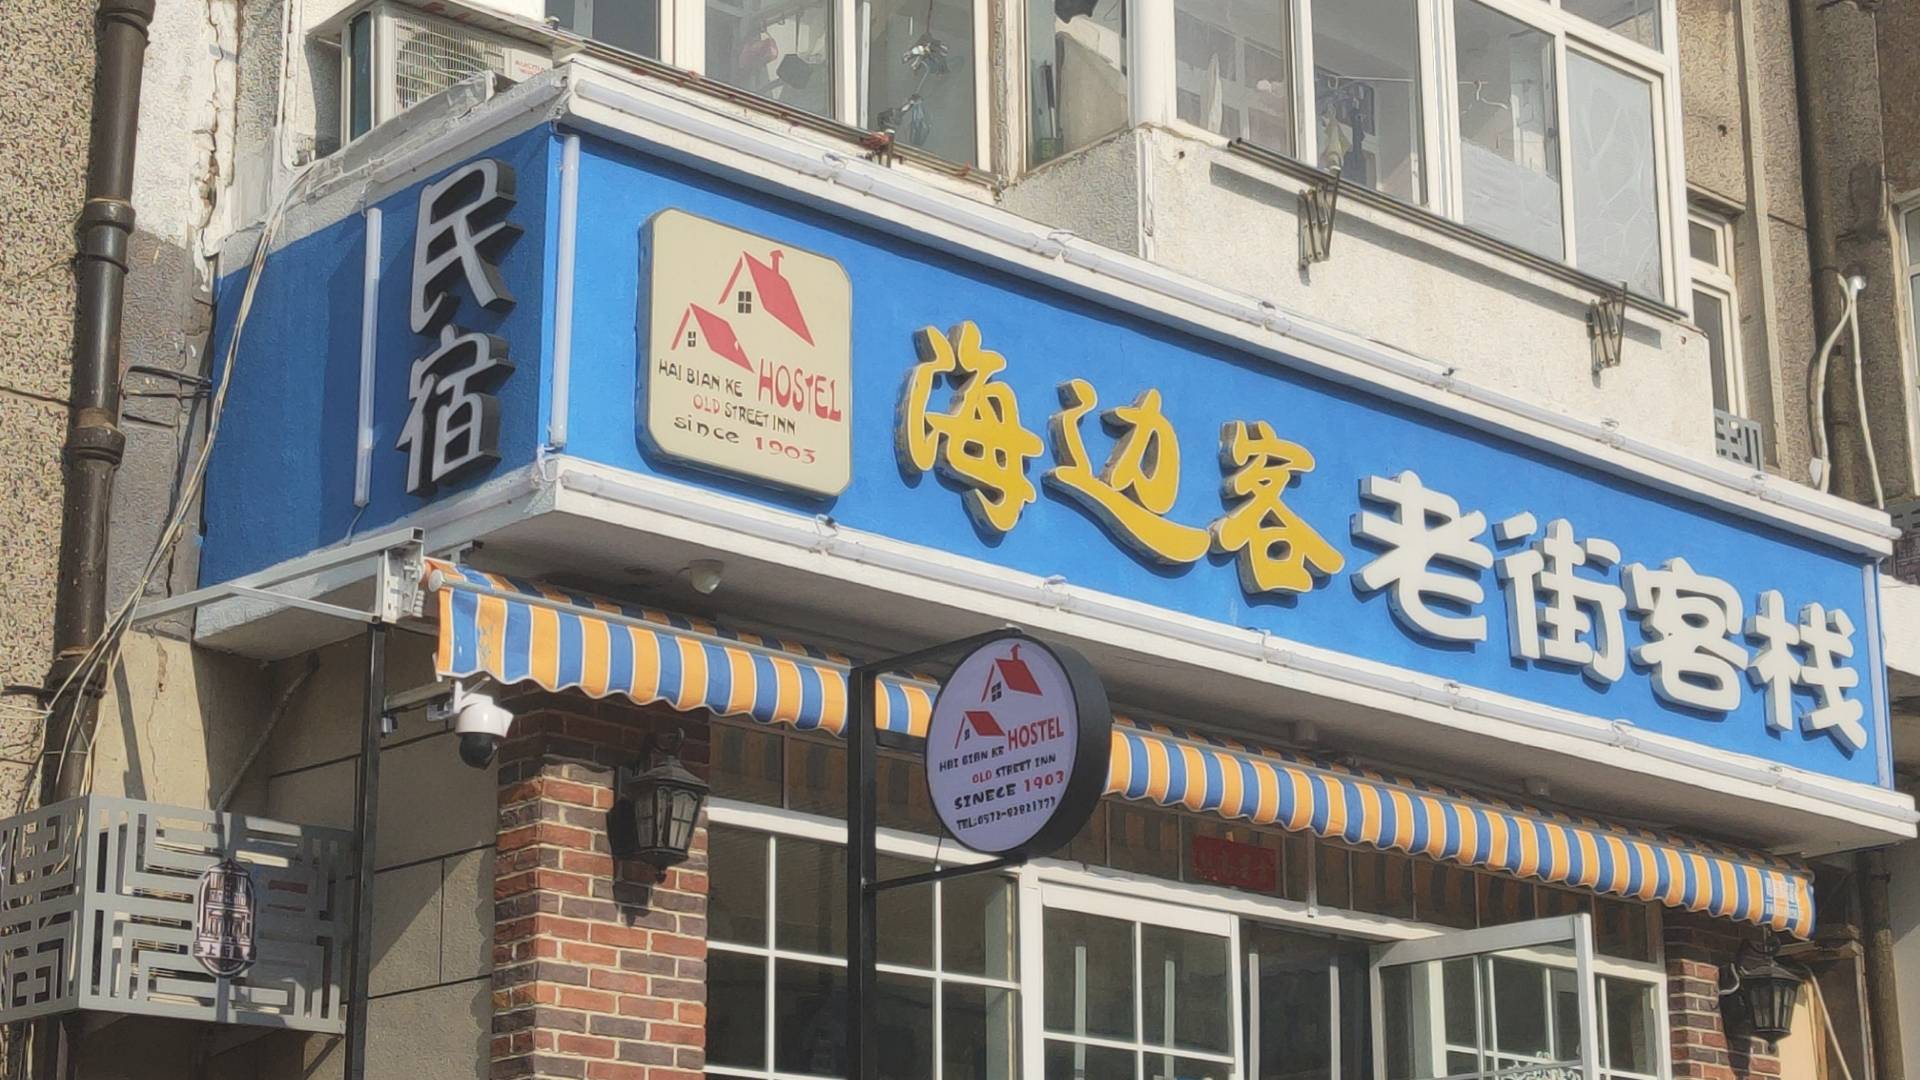 民宿
HAI BIAN KE HOSTEL
OLD STREET INN
since 1903
海边客老街客栈
HAI BIAN KE HOSTEL
OLD STREET INN
SINECE 1903